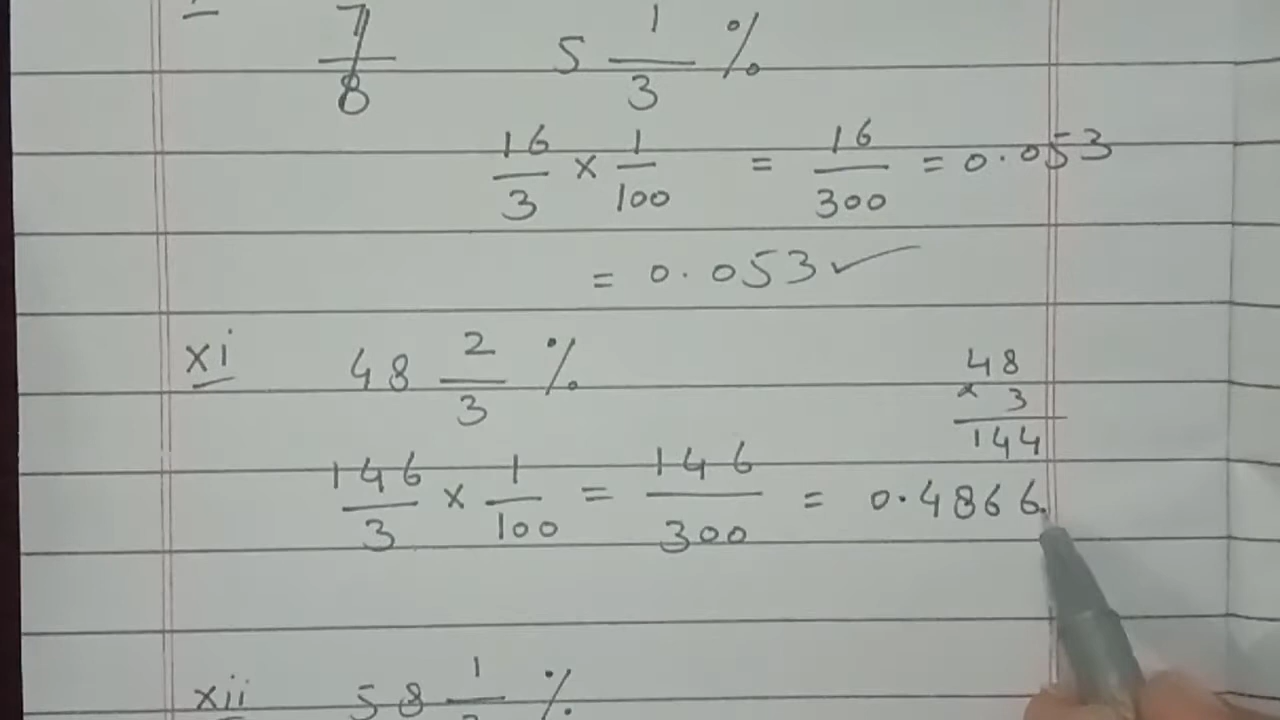 7/8 5 1/3 %
16/3 × 1/100 = 16/300 = 0.053
= 0.053 ✓
xi 48 2/3 %
48
× 3
144
146/3 × 1/100 = 146/300 = 0.4866.
xii 58 1/ %